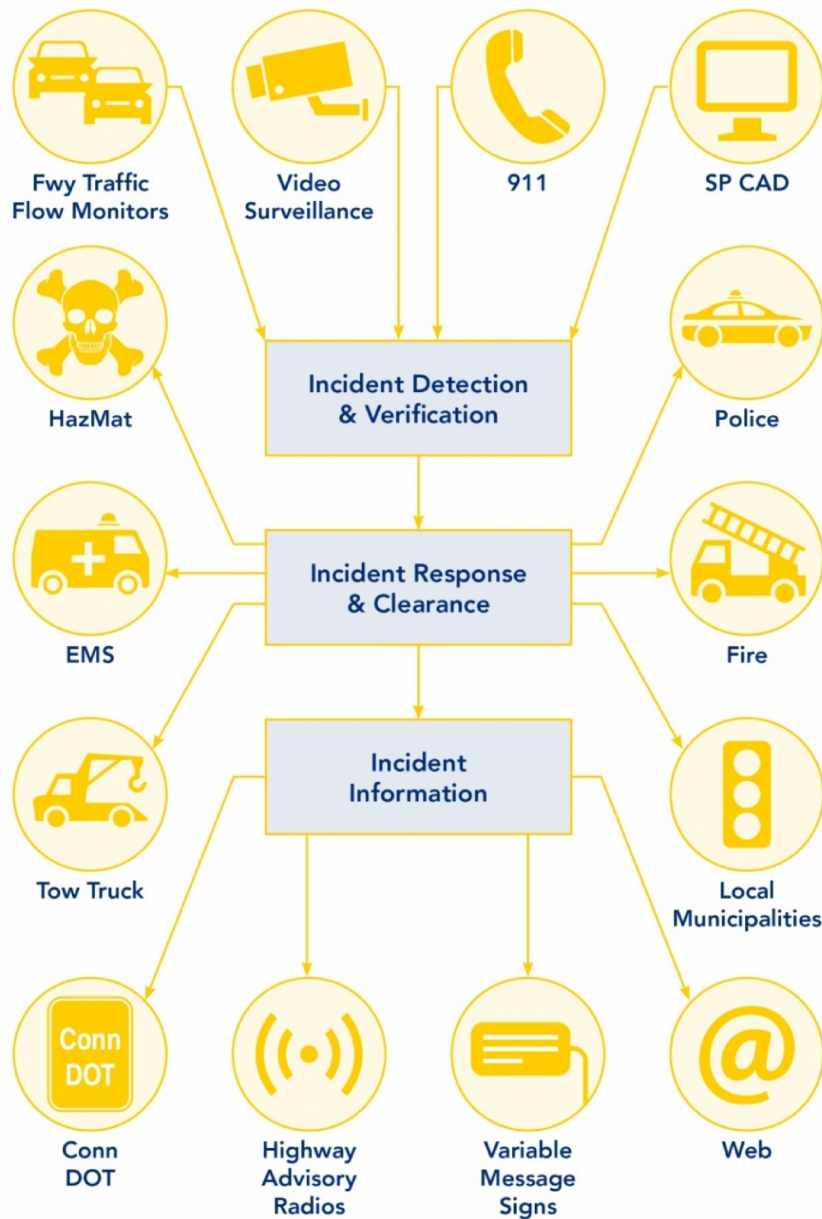 Fwy Traffic
Flow Monitors
Video
Surveillance
911
SP CAD
HazMat
Incident Detection
& Verification
Police
EMS
Incident Response
& Clearance
Fire
Tow Truck
Incident
Information
Local
Municipalities
Conn
DOT
Conn
DOT
Highway
Advisory
Radios
Variable
Message
Signs
@
Web